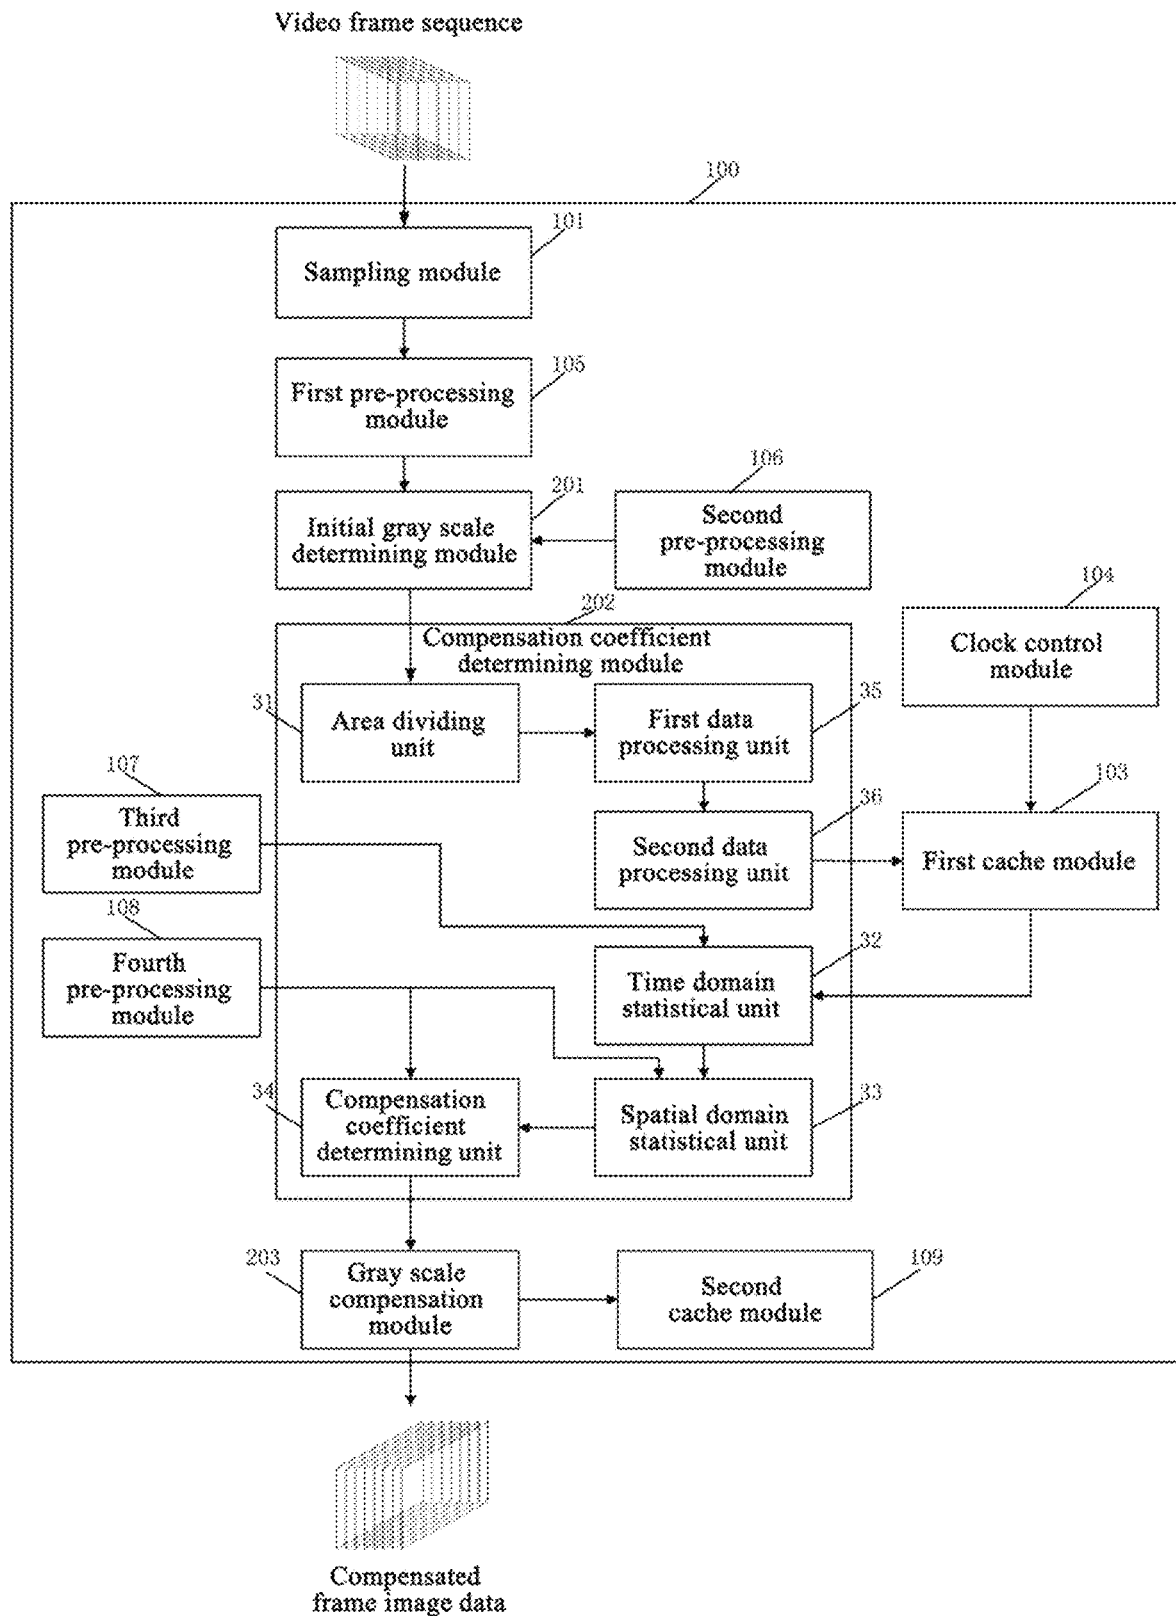 Video frame sequence
100
101
Sampling module
105
First pre-processing
module
106
201
Initial gray scale
determining module
Second
pre-processing
module
104
202
Compensation coefficient
determining module
Clock control
module
31
Area dividing
unit
35
First data
processing unit
107
Third
pre-processing
module
36
Second data
processing unit
103
First cache module
108
Fourth
pre-processing
module
32
Time domain
statistical unit
34
Compensation
coefficient
determining unit
33
Spatial domain
statistical unit
203
Gray scale
compensation
module
109
Second
cache module
Compensated
frame image data